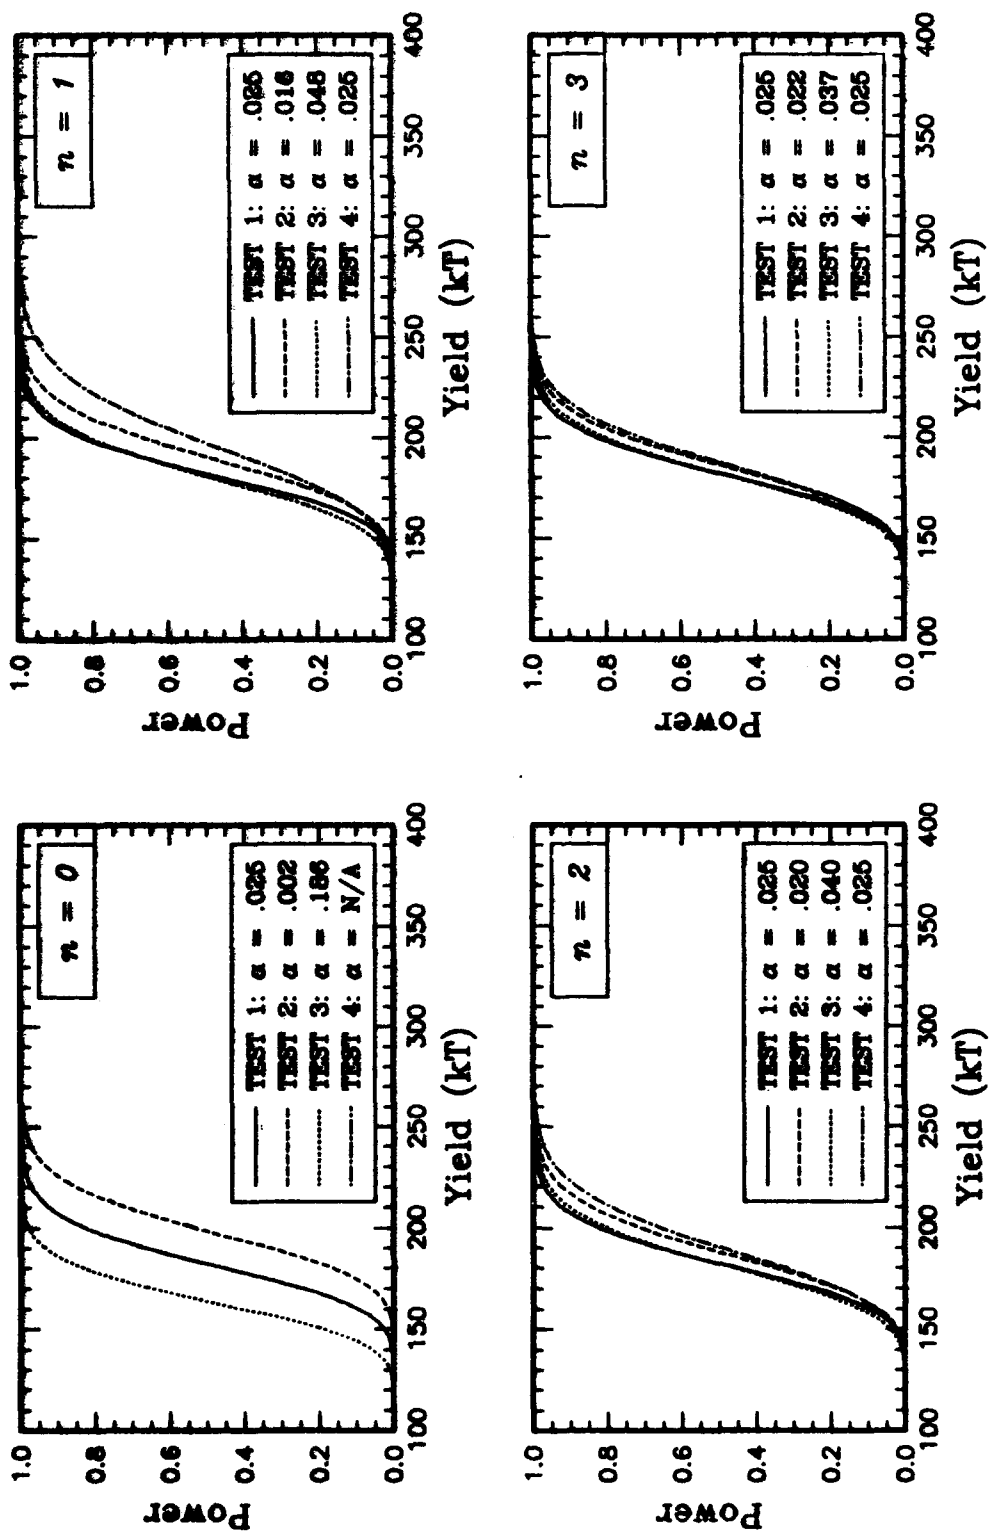 Power
1.0
0.8
0.6
0.4
0.2
0.0
n = 0
TEST 1: α = .025
TEST 2: α = .002
TEST 3: α = .186
TEST 4: α = N/A
100 150 200 250 300 350 400
Yield (kT)
Power
1.0
0.8
0.6
0.4
0.2
0.0
n = 1
TEST 1: α = .025
TEST 2: α = .016
TEST 3: α = .048
TEST 4: α = .025
100 150 200 250 300 350 400
Yield (kT)
Power
1.0
0.8
0.6
0.4
0.2
0.0
n = 2
TEST 1: α = .025
TEST 2: α = .020
TEST 3: α = .040
TEST 4: α = .025
100 150 200 250 300 350 400
Yield (kT)
Power
1.0
0.8
0.6
0.4
0.2
0.0
n = 3
TEST 1: α = .025
TEST 2: α = .022
TEST 3: α = .037
TEST 4: α = .025
100 150 200 250 300 350 400
Yield (kT)